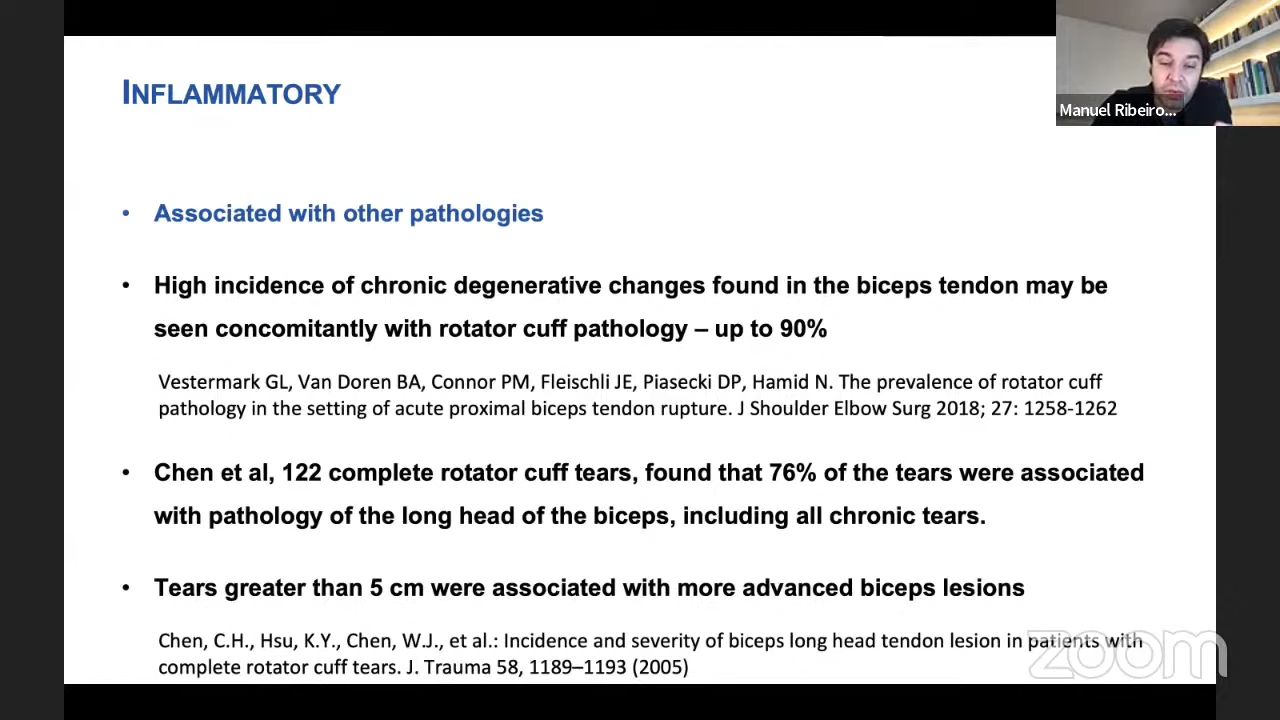 INFLAMMATORY
Manuel Ribeiro...
• Associated with other pathologies
• High incidence of chronic degenerative changes found in the biceps tendon may be
seen concomitantly with rotator cuff pathology – up to 90%
Vestermark GL, Van Doren BA, Connor PM, Fleischli JE, Piasecki DP, Hamid N. The prevalence of rotator cuff
pathology in the setting of acute proximal biceps tendon rupture. J Shoulder Elbow Surg 2018; 27: 1258-1262
• Chen et al, 122 complete rotator cuff tears, found that 76% of the tears were associated
with pathology of the long head of the biceps, including all chronic tears.
• Tears greater than 5 cm were associated with more advanced biceps lesions
Chen, C.H., Hsu, K.Y., Chen, W.J., et al.: Incidence and severity of biceps long head tendon lesion in patients with
complete rotator cuff tears. J. Trauma 58, 1189–1193 (2005)
zoom